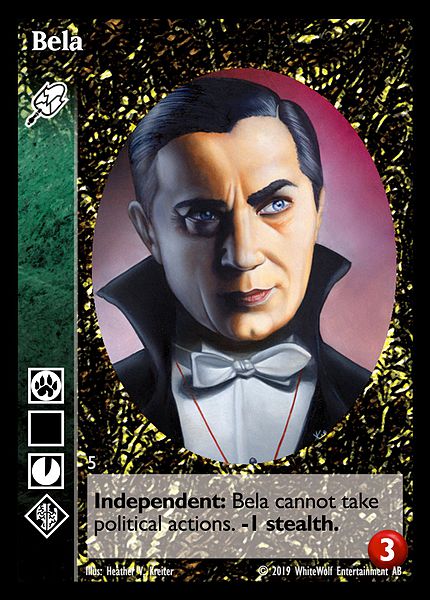 Bela
5
Independent: Bela cannot take
political actions. -1 stealth.
3
Illus: Heather V. Kreiter © 2019 WhiteWolf Entertainment AB